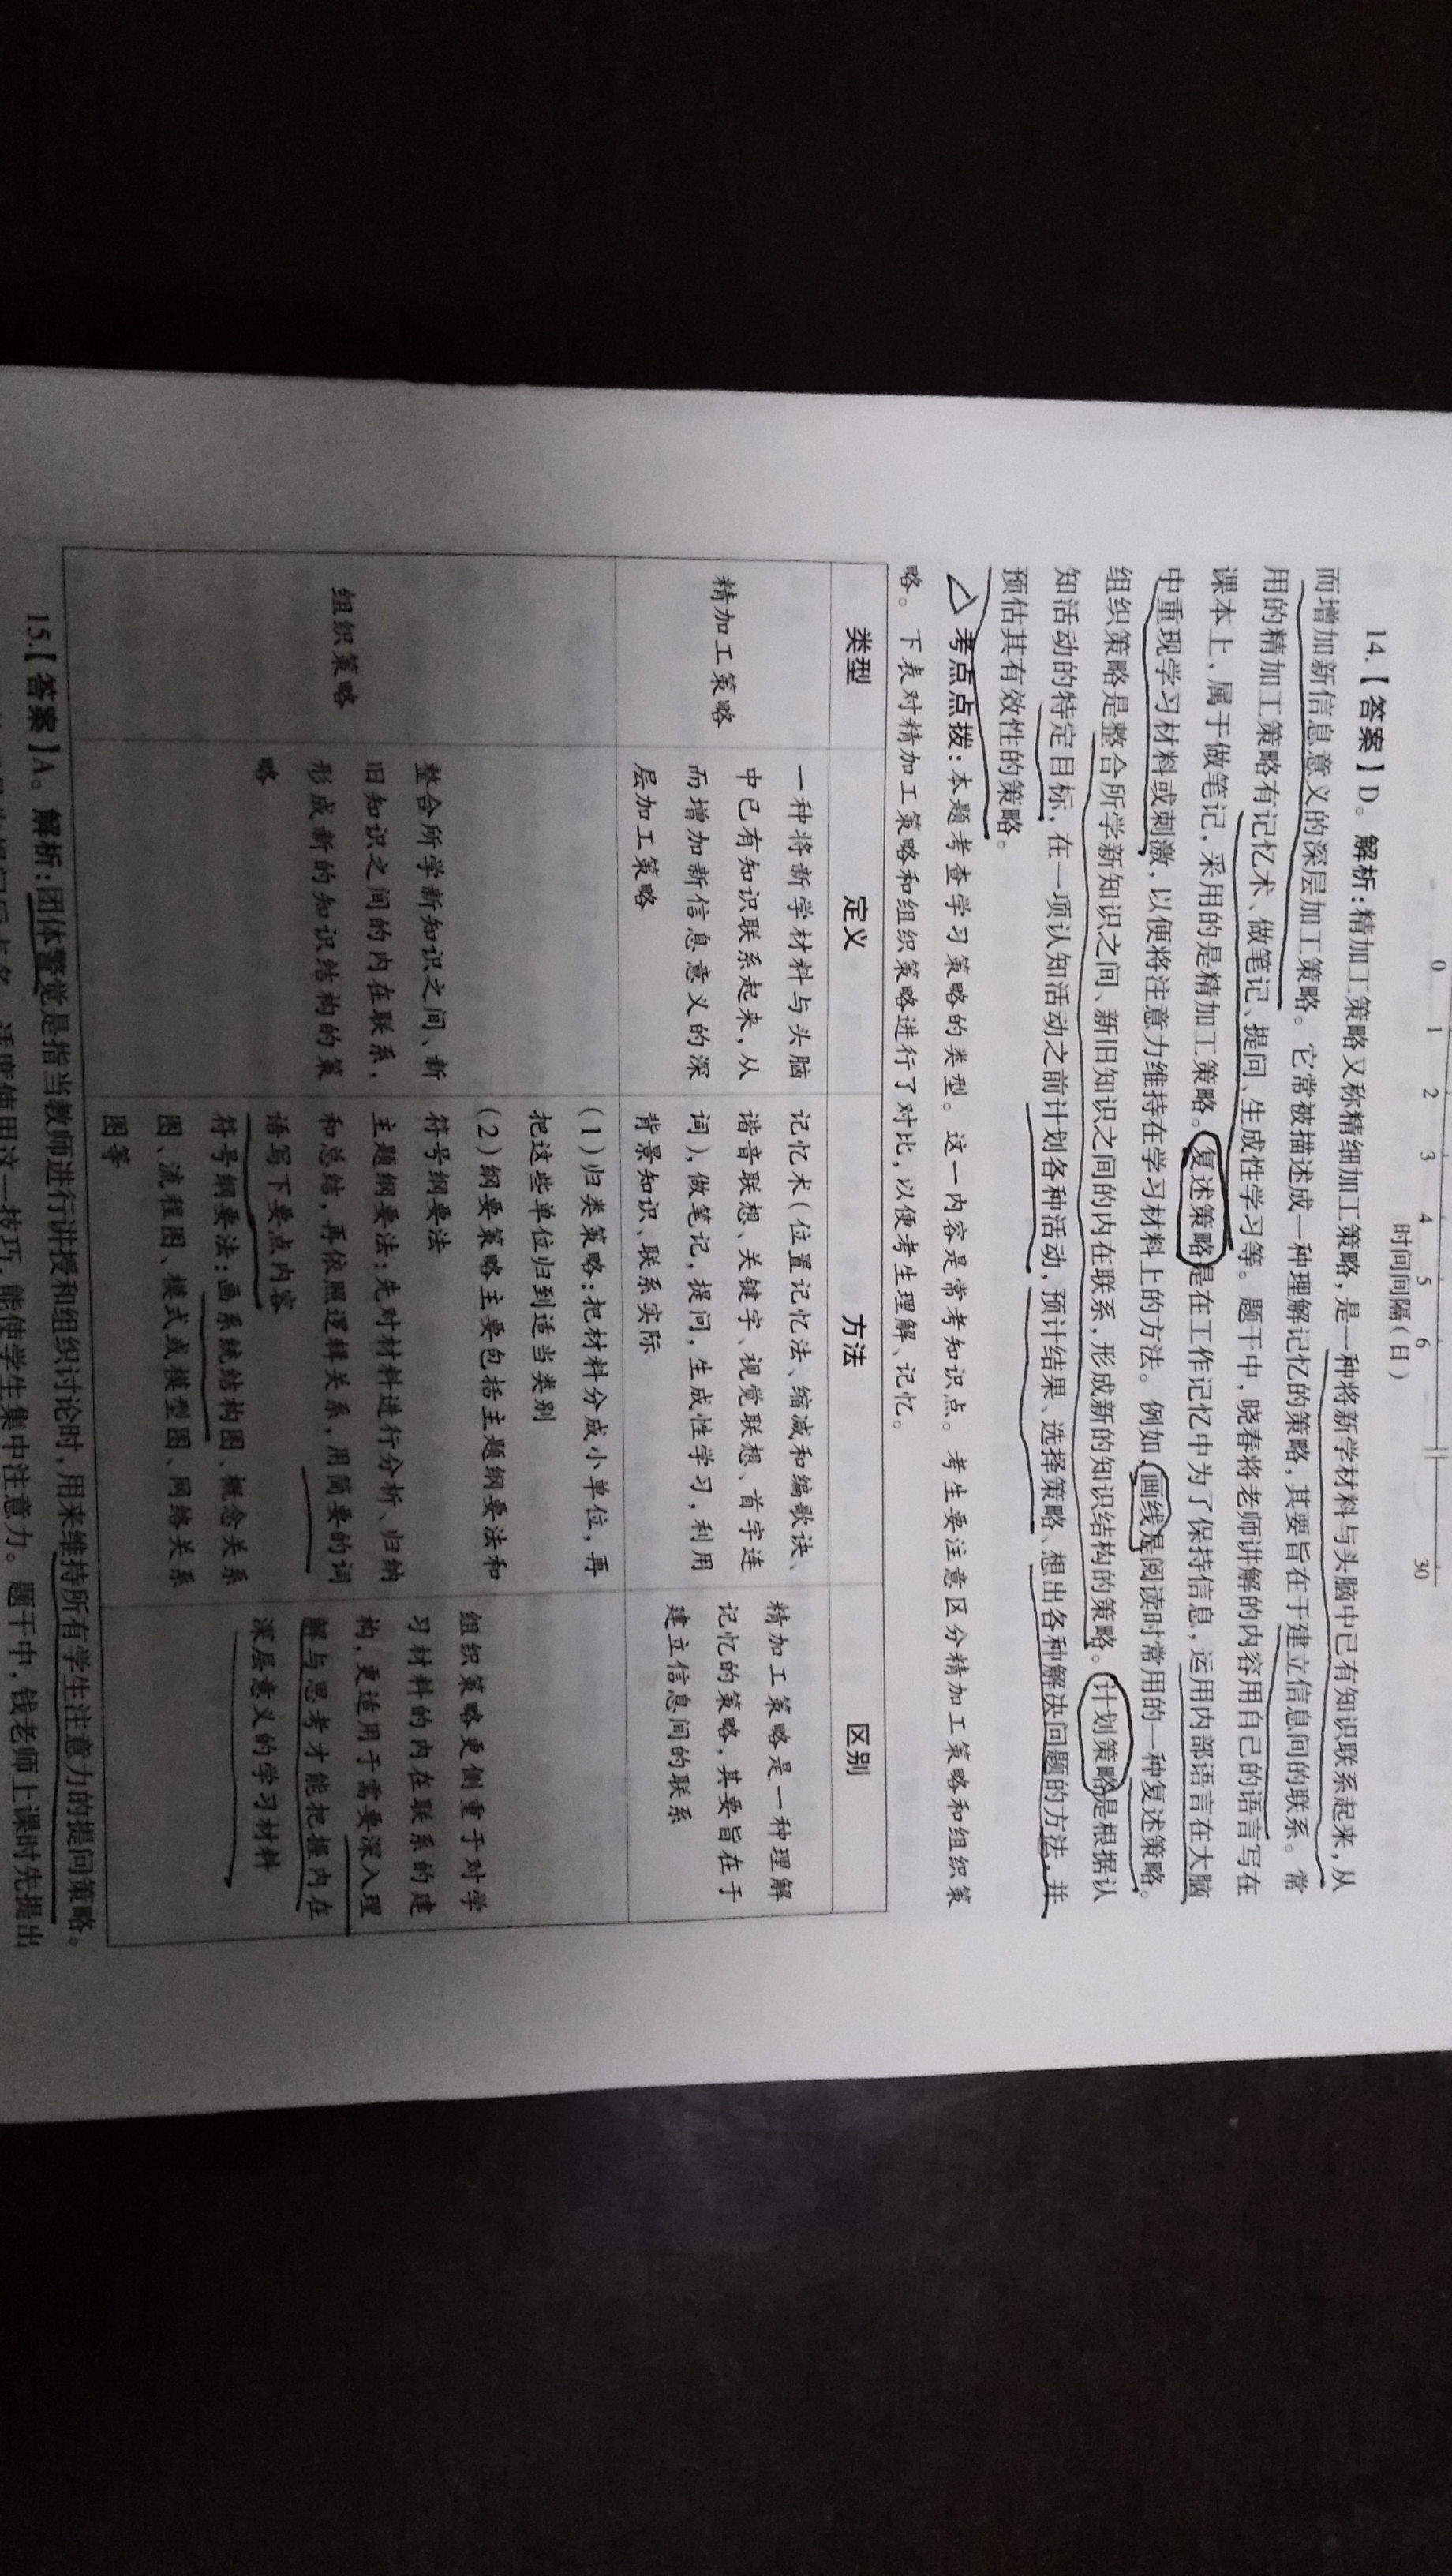 0 1 2 3 4 5 6 30
时间间隔(日)
14.【答案】D。解析:精加工策略又称精细加工策略,是一种将新学材料与头脑中已有知识联系起来,从
而增加新信息意义的深层加工策略。它常被描述成一种理解记忆的策略,其要旨在于建立信息间的联系。常
用的精加工策略有记忆术、做笔记、提问、生成性学习等。题干中,晓春将老师讲解的内容用自己的语言写在
课本上,属于做笔记,采用的是精加工策略。复述策略是在工作记忆中为了保持信息,运用内部语言在大脑
中重现学习材料或刺激,以便将注意力维持在学习材料上的方法。例如,画线是阅读时常用的一种复述策略。
组织策略是整合所学新知识之间、新旧知识之间的内在联系,形成新的知识结构的策略。计划策略是根据认
知活动的特定目标,在一项认知活动之前计划各种活动,预计结果、选择策略、想出各种解决问题的方法,并
预估其有效性的策略。
考点点拨:本题考查学习策略的类型。这一内容是常考知识点。考生要注意区分精加工策略和组织策
略。下表对精加工策略和组织策略进行了对比,以便考生理解、记忆。
类型 定义 方法 区别
精加工策略
一种将新学材料与头脑
中已有知识联系起来,从
而增加新信息意义的深
层加工策略
记忆术(位置记忆法、缩减和编歌诀、
谐音联想、关键字、视觉联想、首字连
词),做笔记,提问,生成性学习,利用
背景知识、联系实际
精加工策略是一种理解
记忆的策略,其要旨在于
建立信息间的联系
组织策略
整合所学新知识之间、新
旧知识之间的内在联系,
形成新的知识结构的策
略
(1)归类策略:把材料分成小单位,再
把这些单位归到适当类别
(2)纲要策略主要包括主题纲要法和
符号纲要法
主题纲要法:先对材料进行分析、归纳
和总结,再依照逻辑关系,用简要的词
语写下要点内容
符号纲要法:画系统结构图、概念关系
图、流程图、模式或模型图、网络关系
图等
组织策略更侧重于对学
习材料的内在联系的建
构,更适用于需要深入理
解与思考才能把握内在
深层意义的学习材料
15.【答案】A。解析:团体警觉是指当教师进行讲授和组织讨论时,用来维持所有学生注意力的提问策略。
适度使用这一技巧,能使学生集中注意力。题干中,钱老师上课时先提出